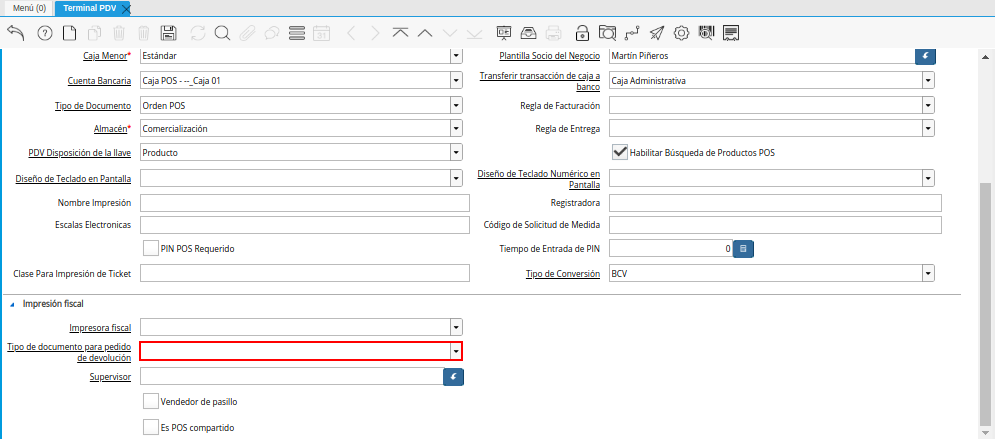 Menú (0)
Terminal PDV
Caja Menor* Estándar
Plantilla Socio del Negocio Martín Piñeros
Cuenta Bancaria Caja POS - --_Caja 01
Transferir transacción de caja a
banco
Caja Administrativa
Tipo de Documento Orden POS
Regla de Facturación
Almacén* Comercialización
Regla de Entrega
PDV Disposición de la llave Producto
Habilitar Búsqueda de Productos POS
Diseño de Teclado en Pantalla
Diseño de Teclado Numérico en
Pantalla
Nombre Impresión
Registradora
Escalas Electronicas
Código de Solicitud de Medida
PIN POS Requerido
Tiempo de Entrada de PIN 0
Clase Para Impresión de Ticket
Tipo de Conversión BCV
Impresión fiscal
Impresora fiscal
Tipo de documento para pedido
de devolución
Supervisor
Vendedor de pasillo
Es POS compartido